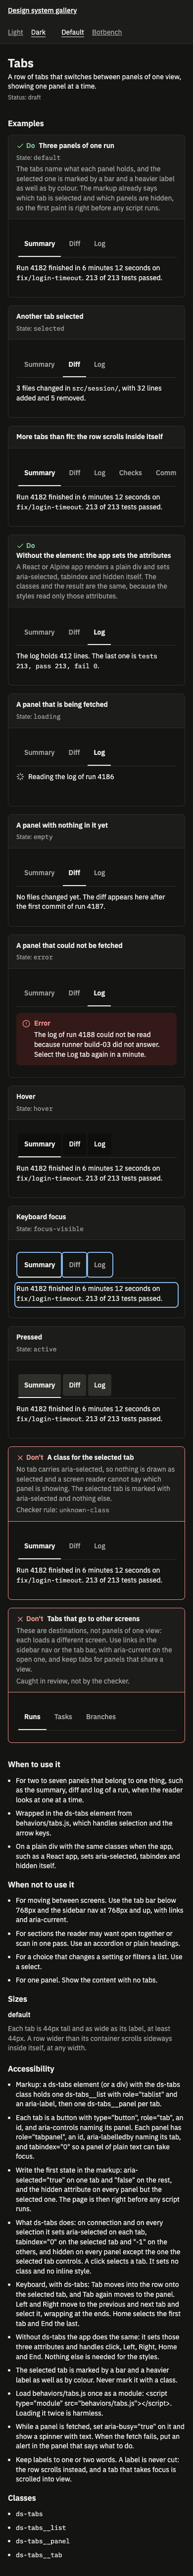 Design system gallery
Light Dark Default Botbench
Tabs
A row of tabs that switches between panels of one view,
showing one panel at a time.
Status: draft
Examples
Do Three panels of one run
State: default
The tabs name what each panel holds, and the
selected one is marked by a bar and a heavier label
as well as by colour. The markup already says
which tab is selected and which panels are hidden,
so the first paint is right before any script runs.
Summary Diff Log
Run 4182 finished in 6 minutes 12 seconds on
fix/login-timeout. 213 of 213 tests passed.
Another tab selected
State: selected
Summary Diff Log
3 files changed in src/session/, with 32 lines
added and 5 removed.
More tabs than fit: the row scrolls inside itself
Summary Diff Log Checks Comm
Run 4182 finished in 6 minutes 12 seconds on
fix/login-timeout. 213 of 213 tests passed.
Do
Without the element: the app sets the attributes
A React or Alpine app renders a plain div and sets
aria-selected, tabindex and hidden itself. The
classes and the result are the same, because the
styles read only those attributes.
Summary Diff Log
The log holds 412 lines. The last one is tests
213, pass 213, fail 0.
A panel that is being fetched
State: loading
Summary Diff Log
Reading the log of run 4186
A panel with nothing in it yet
State: empty
Summary Diff Log
No files changed yet. The diff appears here after
the first commit of run 4187.
A panel that could not be fetched
State: error
Summary Diff Log
Error
The log of run 4188 could not be read
because runner build-03 did not answer.
Select the Log tab again in a minute.
Hover
State: hover
Summary Diff Log
Run 4182 finished in 6 minutes 12 seconds on
fix/login-timeout. 213 of 213 tests passed.
Keyboard focus
State: focus-visible
Summary Diff Log
Run 4182 finished in 6 minutes 12 seconds on
fix/login-timeout. 213 of 213 tests passed.
Pressed
State: active
Summary Diff Log
Run 4182 finished in 6 minutes 12 seconds on
fix/login-timeout. 213 of 213 tests passed.
Don't A class for the selected tab
No tab carries aria-selected, so nothing is drawn as
selected and a screen reader cannot say which
panel is showing. The selected tab is marked with
aria-selected and nothing else.
Checker rule: unknown-class
Summary Diff Log
Run 4182 finished in 6 minutes 12 seconds on
fix/login-timeout. 213 of 213 tests passed.
Don't Tabs that go to other screens
These are destinations, not panels of one view:
each loads a different screen. Use links in the
sidebar nav or the tab bar, with aria-current on the
open one, and keep tabs for panels that share a
view.
Caught in review, not by the checker.
Runs Tasks Branches
When to use it
For two to seven panels that belong to one thing, such
as the summary, diff and log of a run, when the reader
looks at one at a time.
Wrapped in the ds-tabs element from
behaviors/tabs.js, which handles selection and the
arrow keys.
On a plain div with the same classes when the app,
such as a React app, sets aria-selected, tabindex and
hidden itself.
When not to use it
For moving between screens. Use the tab bar below
768px and the sidebar nav at 768px and up, with links
and aria-current.
For sections the reader may want open together or
scan in one pass. Use an accordion or plain headings.
For a choice that changes a setting or filters a list. Use
a select.
For one panel. Show the content with no tabs.
Sizes
default
Each tab is 44px tall and as wide as its label, at least
44px. A row wider than its container scrolls sideways
inside itself, at any width.
Accessibility
Markup: a ds-tabs element (or a div) with the ds-tabs
class holds one ds-tabs__list with role="tablist" and
an aria-label, then one ds-tabs__panel per tab.
Each tab is a button with type="button", role="tab", an
id, and aria-controls naming its panel. Each panel has
role="tabpanel", an id, aria-labelledby naming its tab,
and tabindex="0" so a panel of plain text can take
focus.
Write the first state in the markup: aria-
selected="true" on one tab and "false" on the rest,
and the hidden attribute on every panel but the
selected one. The page is then right before any script
runs.
What ds-tabs does: on connection and on every
selection it sets aria-selected on each tab,
tabindex="0" on the selected tab and "-1" on the
others, and hidden on every panel except the one the
selected tab controls. A click selects a tab. It sets no
class and no inline style.
Keyboard, with ds-tabs: Tab moves into the row onto
the selected tab, and Tab again moves to the panel.
Left and Right move to the previous and next tab and
select it, wrapping at the ends. Home selects the first
tab and End the last.
Without ds-tabs the app does the same: it sets those
three attributes and handles click, Left, Right, Home
and End. Nothing else is needed for the styles.
The selected tab is marked by a bar and a heavier
label as well as by colour. Never mark it with a class.
Load behaviors/tabs.js once as a module: <script
type="module" src="behaviors/tabs.js"></script>.
Loading it twice is harmless.
While a panel is fetched, set aria-busy="true" on it and
show a spinner with text. When the fetch fails, put an
alert in the panel that says what to do.
Keep labels to one or two words. A label is never cut:
the row scrolls instead, and a tab that takes focus is
scrolled into view.
Classes
ds-tabs
ds-tabs__list
ds-tabs__panel
ds-tabs__tab